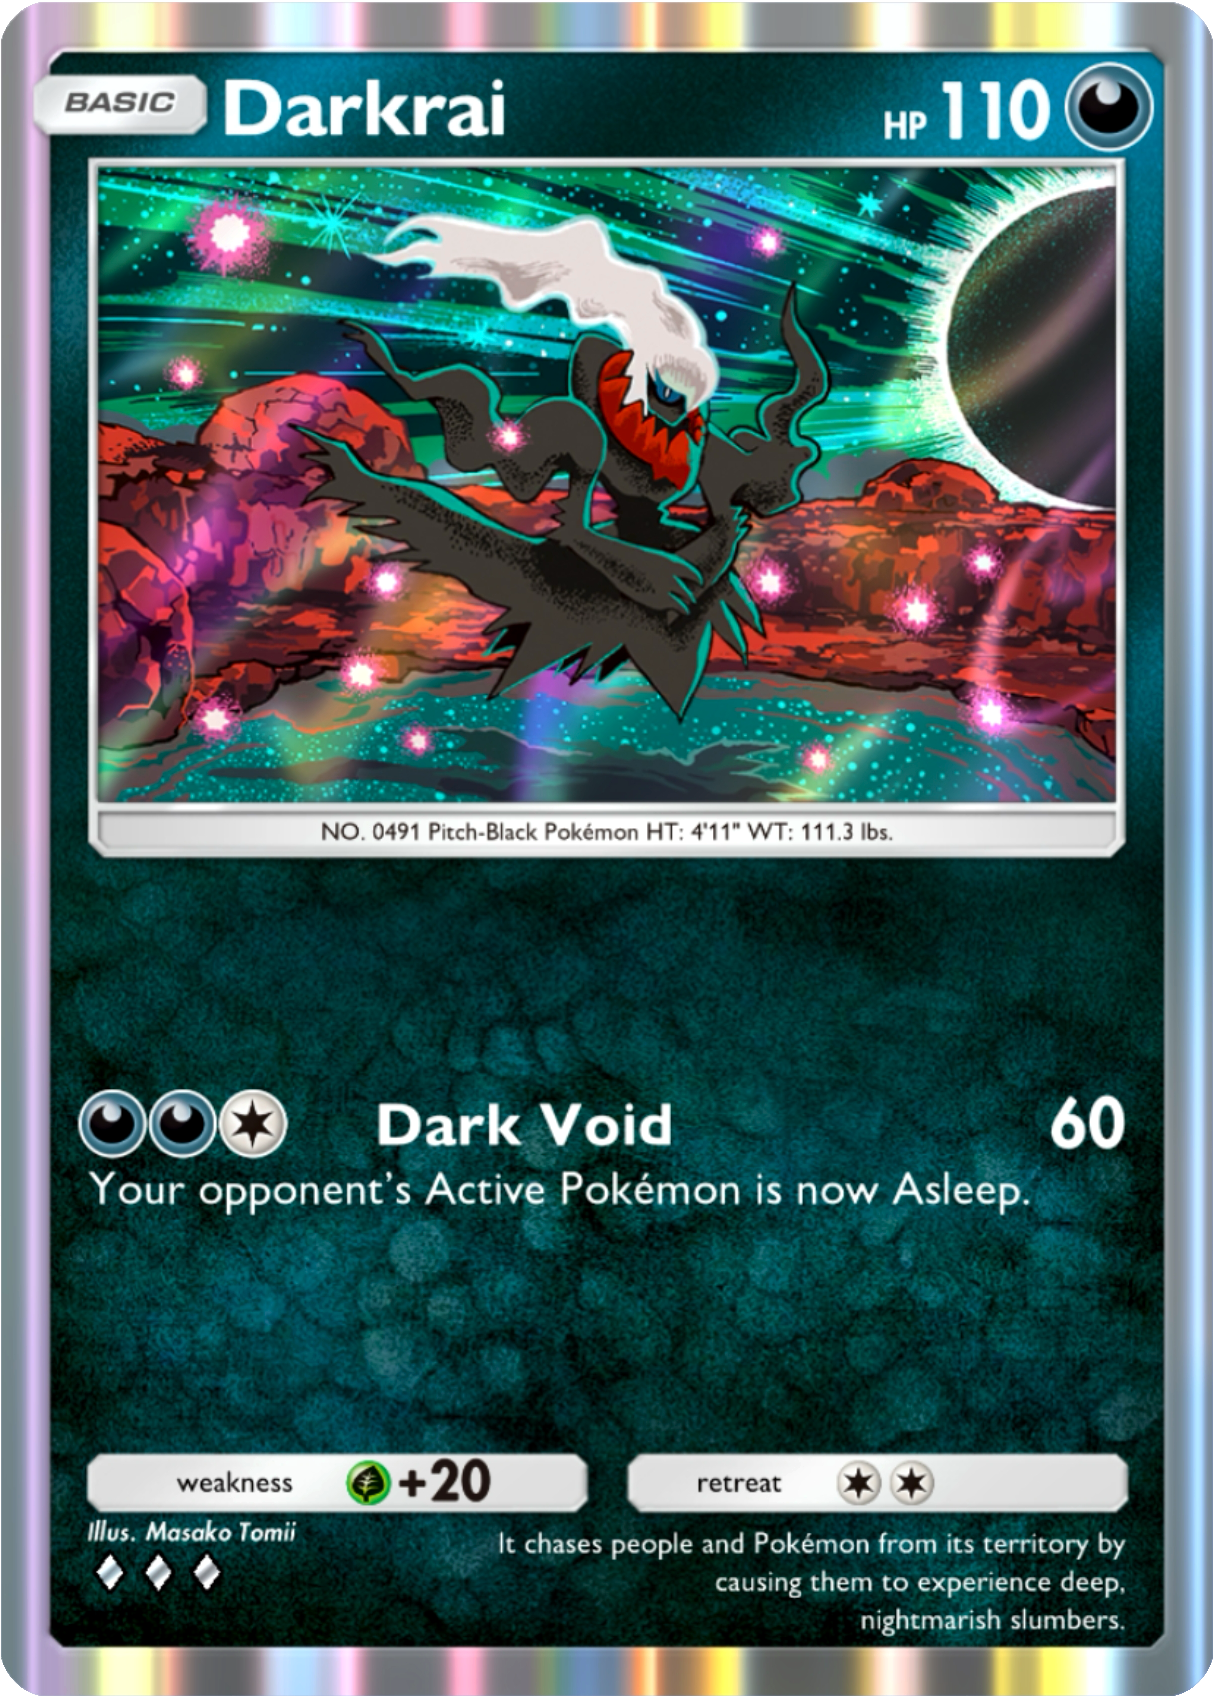 BASIC Darkrai HP 110
NO. 0491 Pitch-Black Pokémon HT: 4'11" WT: 111.3 lbs.
Dark Void 60
Your opponent's Active Pokémon is now Asleep.
weakness +20 retreat
Illus. Masako Tomii
It chases people and Pokémon from its territory by
causing them to experience deep,
nightmarish slumbers.